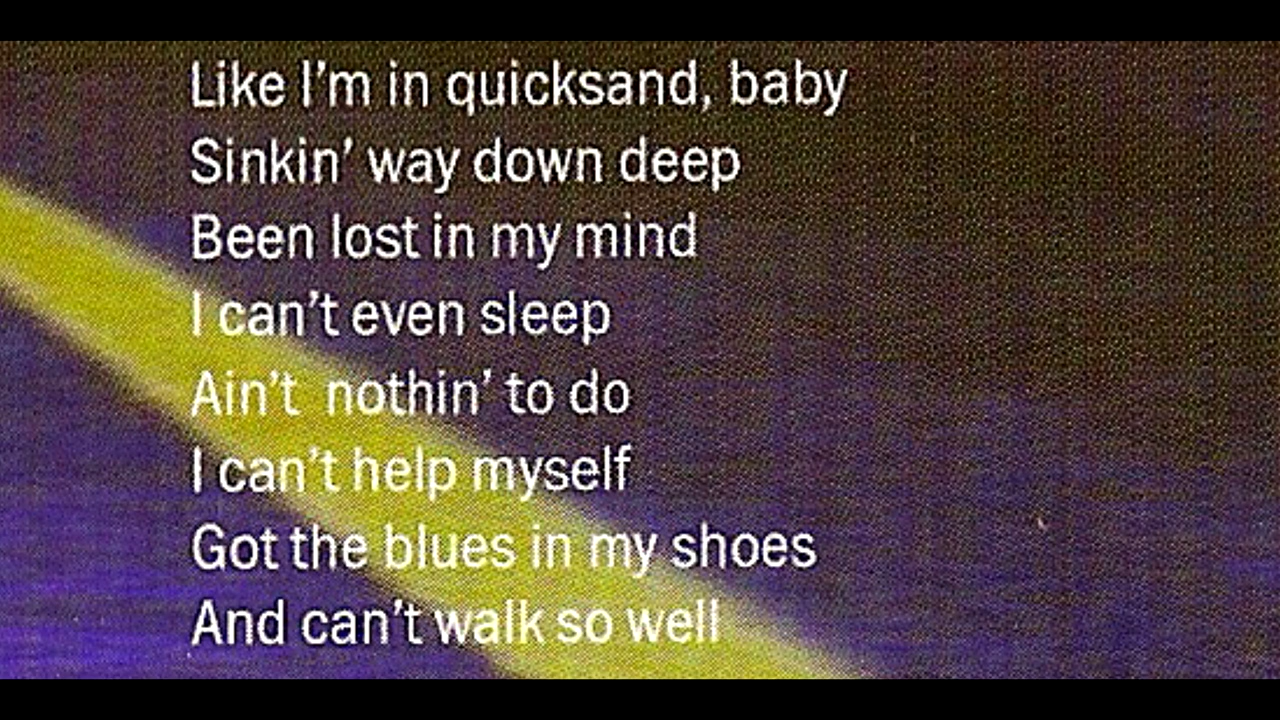 Like I’m in quicksand, baby
Sinkin’ way down deep
Been lost in my mind
I can’t even sleep
Ain’t  nothin’ to do
I can’t help myself
Got the blues in my shoes
And can’t walk so well